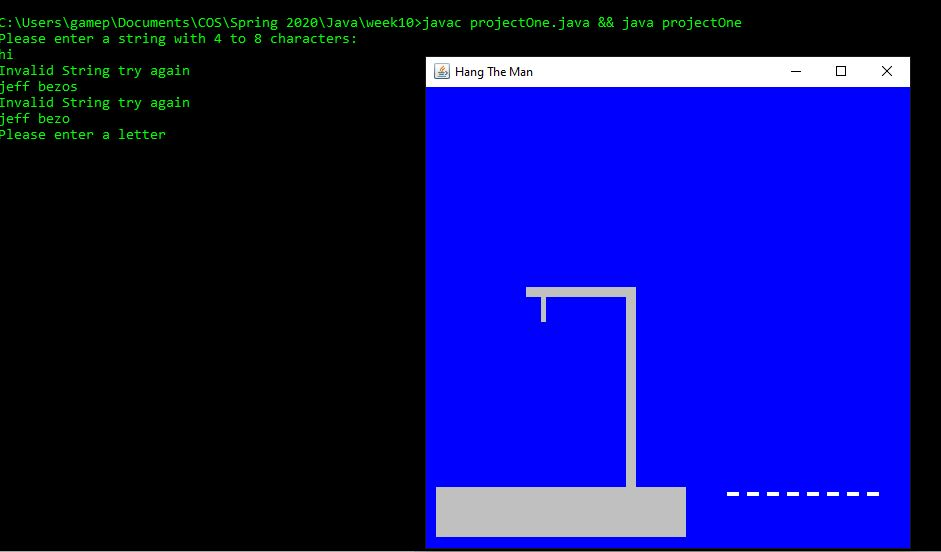 C:\Users\gamep\Documents\COS\Spring 2020\Java\week10>javac projectOne.java && java projectOne
Please enter a string with 4 to 8 characters:
hi
Invalid String try again
jeff bezos
Invalid String try again
jeff bezo
Please enter a letter
Hang The Man